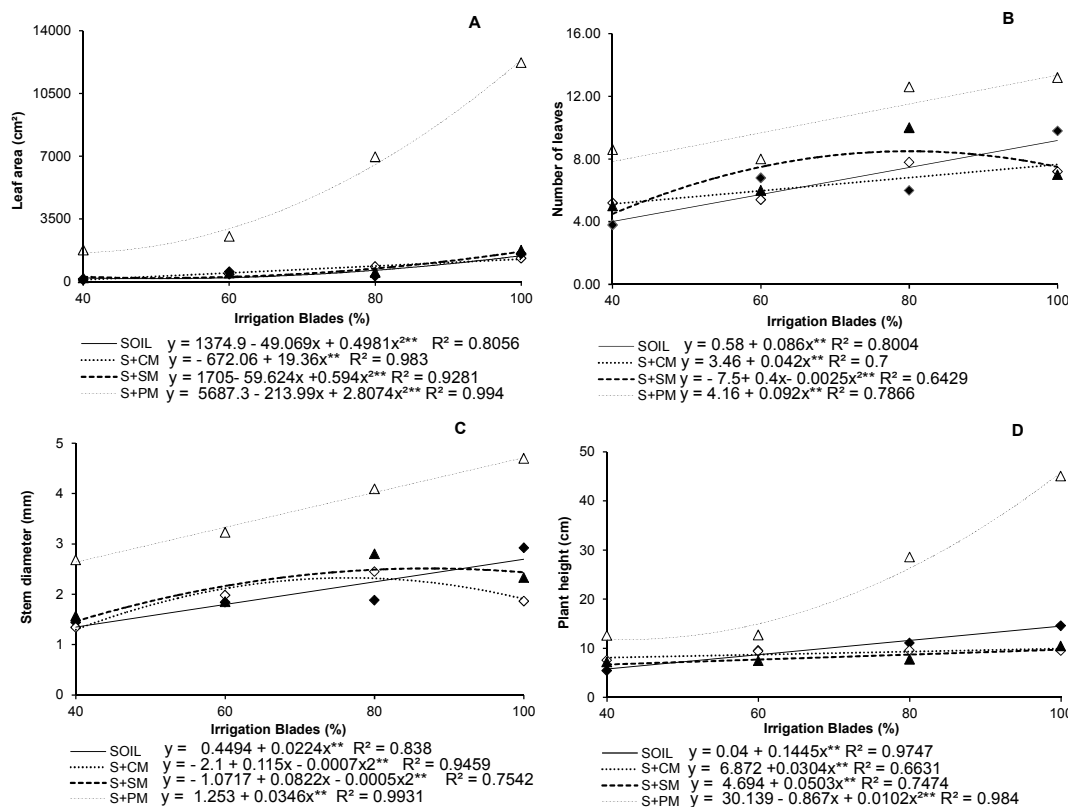 A
14000
10500
7000
3500
0
Leaf area (cm²)
40 60 80 100
Irrigation Blades (%)
SOIL y = 1374.9 - 49.069x + 0.4981x²** R² = 0.8056
S+CM y = - 672.06 + 19.36x** R² = 0.983
S+SM y = 1705- 59.624x +0.594x²** R² = 0.9281
S+PM y = 5687.3 - 213.99x + 2.8074x²** R² = 0.994
B
16.00
12.00
8.00
4.00
0.00
Number of leaves
40 60 80 100
Irrigation Blades (%)
SOIL y = 0.58 + 0.086x** R² = 0.8004
S+CM y = 3.46 + 0.042x** R² = 0.7
S+SM y = - 7.5+ 0.4x- 0.0025x²** R² = 0.6429
S+PM y = 4.16 + 0.092x** R² = 0.7866
C
5
4
3
2
1
0
Stem diameter (mm)
40 60 80 100
Irrigation Blades (%)
SOIL y = 0.4494 + 0.0224x** R² = 0.838
S+CM y = - 2.1 + 0.115x - 0.0007x2** R² = 0.9459
S+SM y = - 1.0717 + 0.0822x - 0.0005x2** R² = 0.7542
S+PM y = 1.253 + 0.0346x** R² = 0.9931
D
50
40
30
20
10
0
Plant height (cm)
40 60 80 100
Irrigation Blades (%)
SOIL y = 0.04 + 0.1445x** R² = 0.9747
S+CM y = 6.872 +0.0304x** R² = 0.6631
S+SM y = 4.694 + 0.0503x** R² = 0.7474
S+PM y = 30.139 - 0.867x + 0.0102x²** R² = 0.984